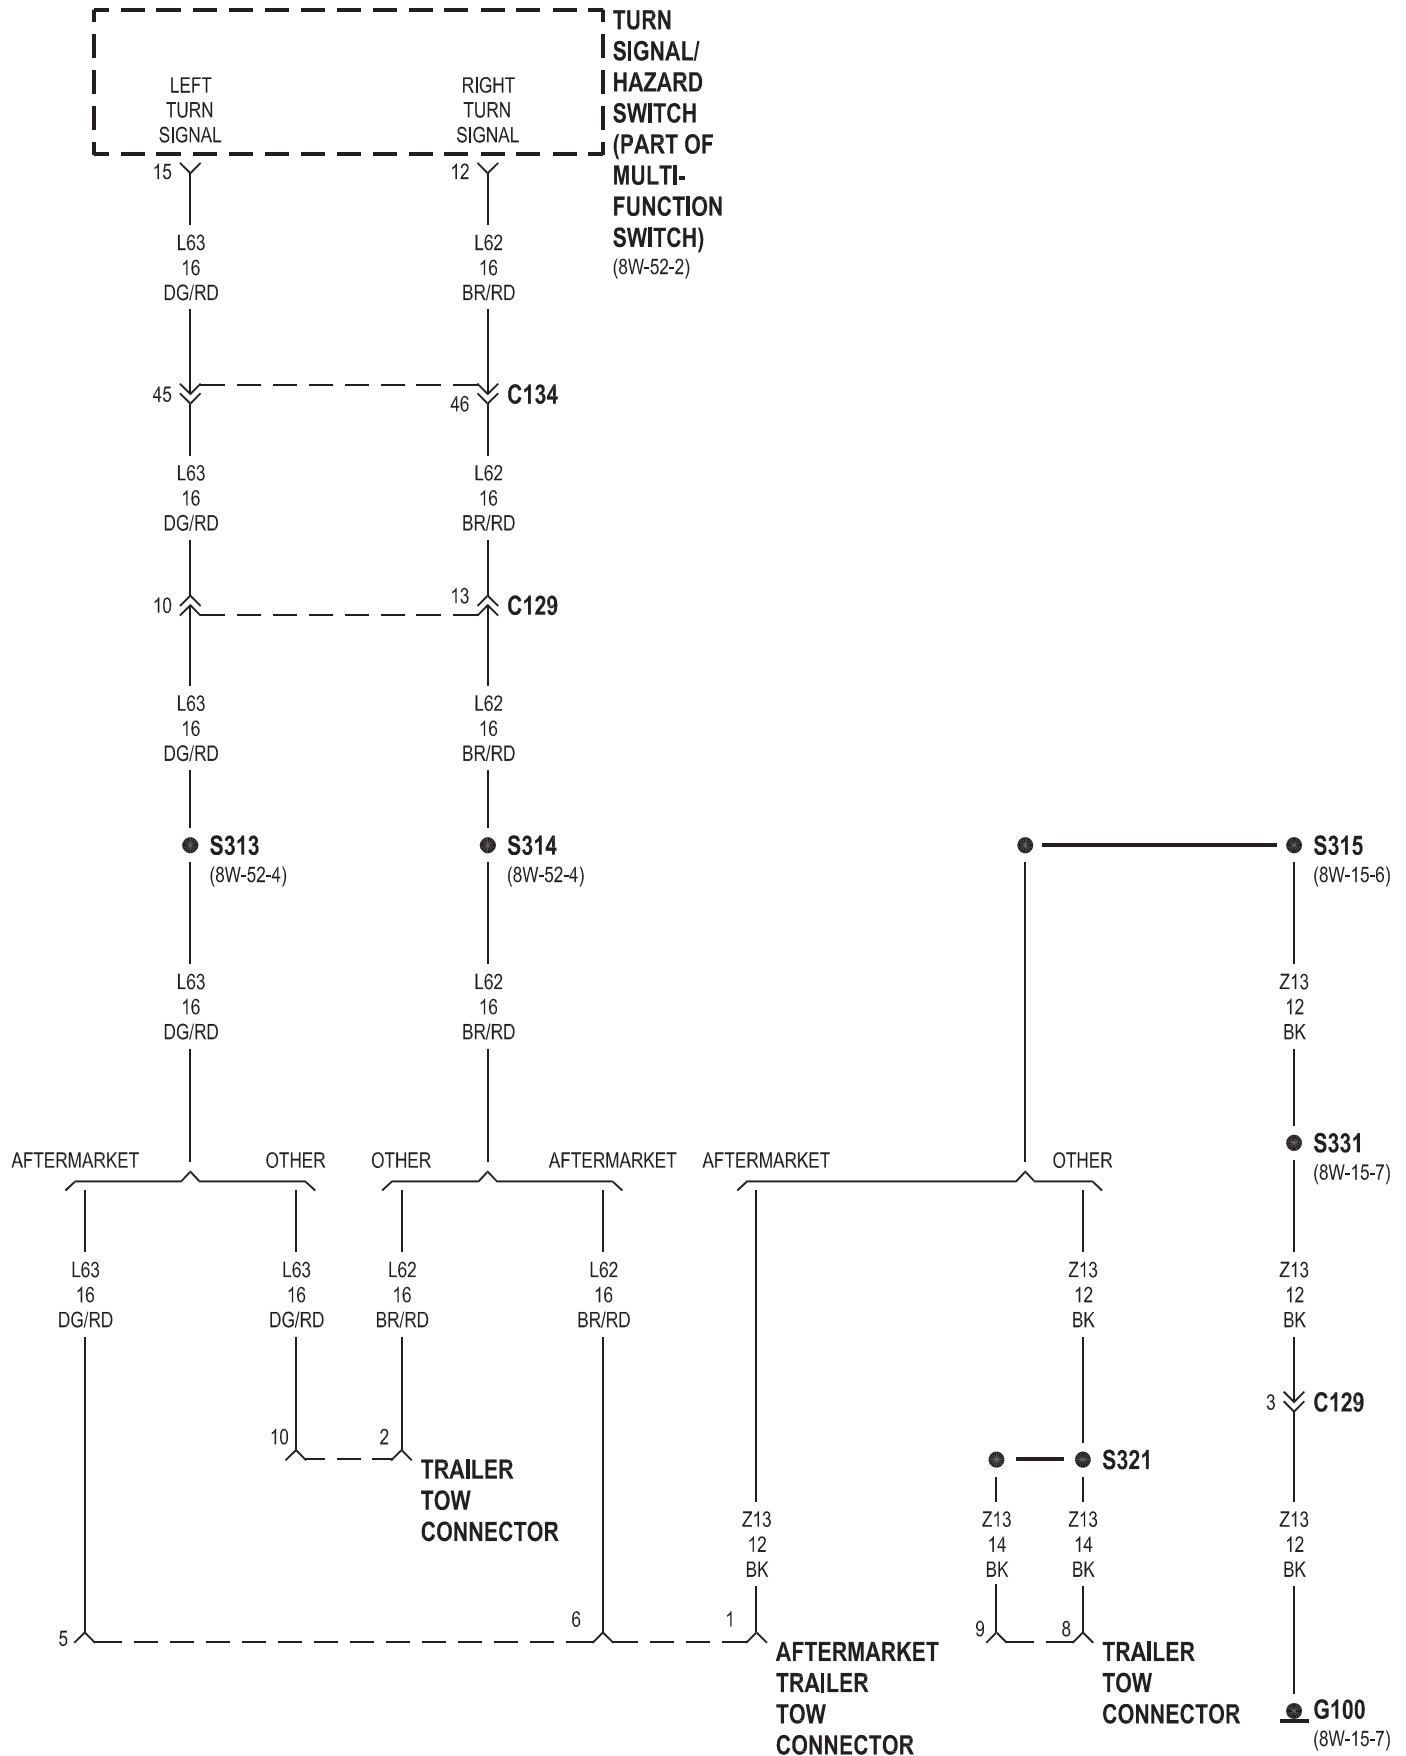 TURN
SIGNAL/
HAZARD
SWITCH
(PART OF
MULTI-
FUNCTION
SWITCH)
(8W-52-2)
LEFT
TURN
SIGNAL
RIGHT
TURN
SIGNAL
15
12
L63
16
DG/RD
L62
16
BR/RD
45
46
C134
L63
16
DG/RD
L62
16
BR/RD
10
13
C129
L63
16
DG/RD
L62
16
BR/RD
S313
(8W-52-4)
S314
(8W-52-4)
S315
(8W-15-6)
L63
16
DG/RD
L62
16
BR/RD
Z13
12
BK
S331
(8W-15-7)
AFTERMARKET
OTHER
OTHER
AFTERMARKET
AFTERMARKET
OTHER
L63
16
DG/RD
L63
16
DG/RD
L62
16
BR/RD
L62
16
BR/RD
Z13
12
BK
Z13
12
BK
3
C129
10
2
TRAILER
TOW
CONNECTOR
S321
Z13
12
BK
Z13
14
BK
Z13
14
BK
Z13
12
BK
5
6
1
AFTERMARKET
TRAILER
TOW
CONNECTOR
9
8
TRAILER
TOW
CONNECTOR
G100
(8W-15-7)